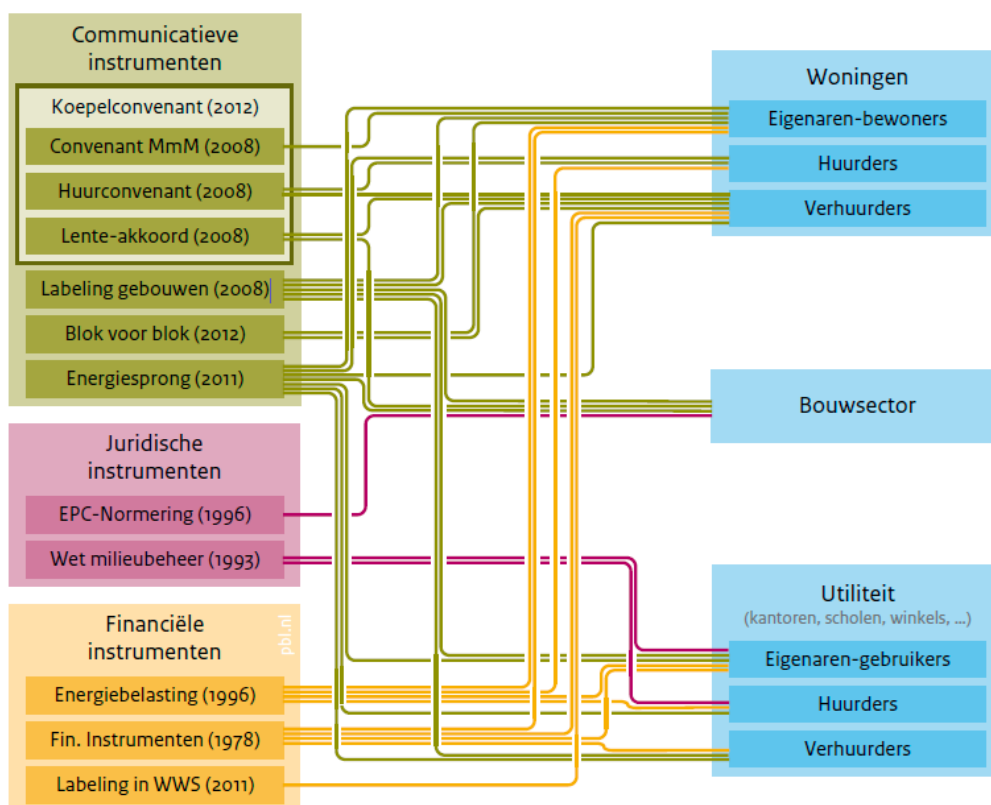 Communicatieve
instrumenten
Koepelconvenant (2012)
Convenant MmM (2008)
Huurconvenant (2008)
Lente-akkoord (2008)
Labeling gebouwen (2008)
Blok voor blok (2012)
Energiesprong (2011)
Juridische
instrumenten
EPC-Normering (1996)
Wet milieubeheer (1993)
Financiële
instrumenten
pbl.nl
Energiebelasting (1996)
Fin. Instrumenten (1978)
Labeling in WWS (2011)
Woningen
Eigenaren-bewoners
Huurders
Verhuurders
Bouwsector
Utiliteit
(kantoren, scholen, winkels, ...)
Eigenaren-gebruikers
Huurders
Verhuurders